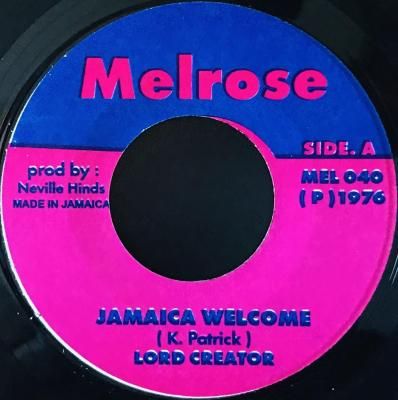 Melrose
SIDE. A
prod by :
Neville Hinds
MADE IN JAMAICA
MEL 040
( P ) 1976
JAMAICA WELCOME
( K. Patrick )
LORD CREATOR